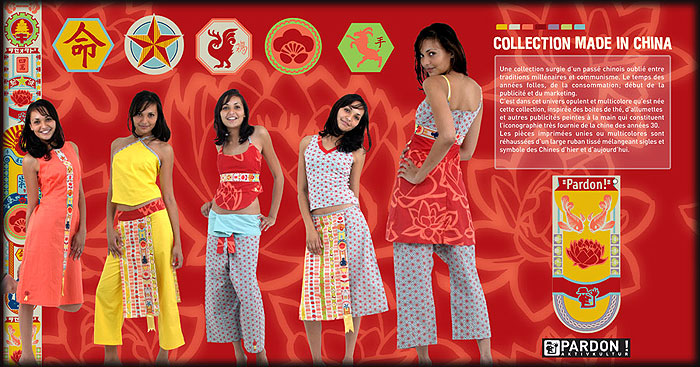 命
福
手
COLLECTION MADE IN CHINA
Une collection surgie d'un passé chinois oublié entre
traditions millénaires et communisme. Le temps des
années folles, de la consommation; début de la
publicité et du marketing.
C'est dans cet univers opulent et multicolore qu'est née
cette collection, inspirée des boites de thé, d'allumettes
et autres publicités peintes à la main qui constituent
l'iconographie très fournie de la chine des années 30.
Les pièces imprimées unies ou multicolores sont
réhaussées d'un large ruban tissé mélangeant sigles et
symbole des Chines d'hier et d'aujourd'hui.
"Pardon!"
PARDON !
AKTIVKULTUR